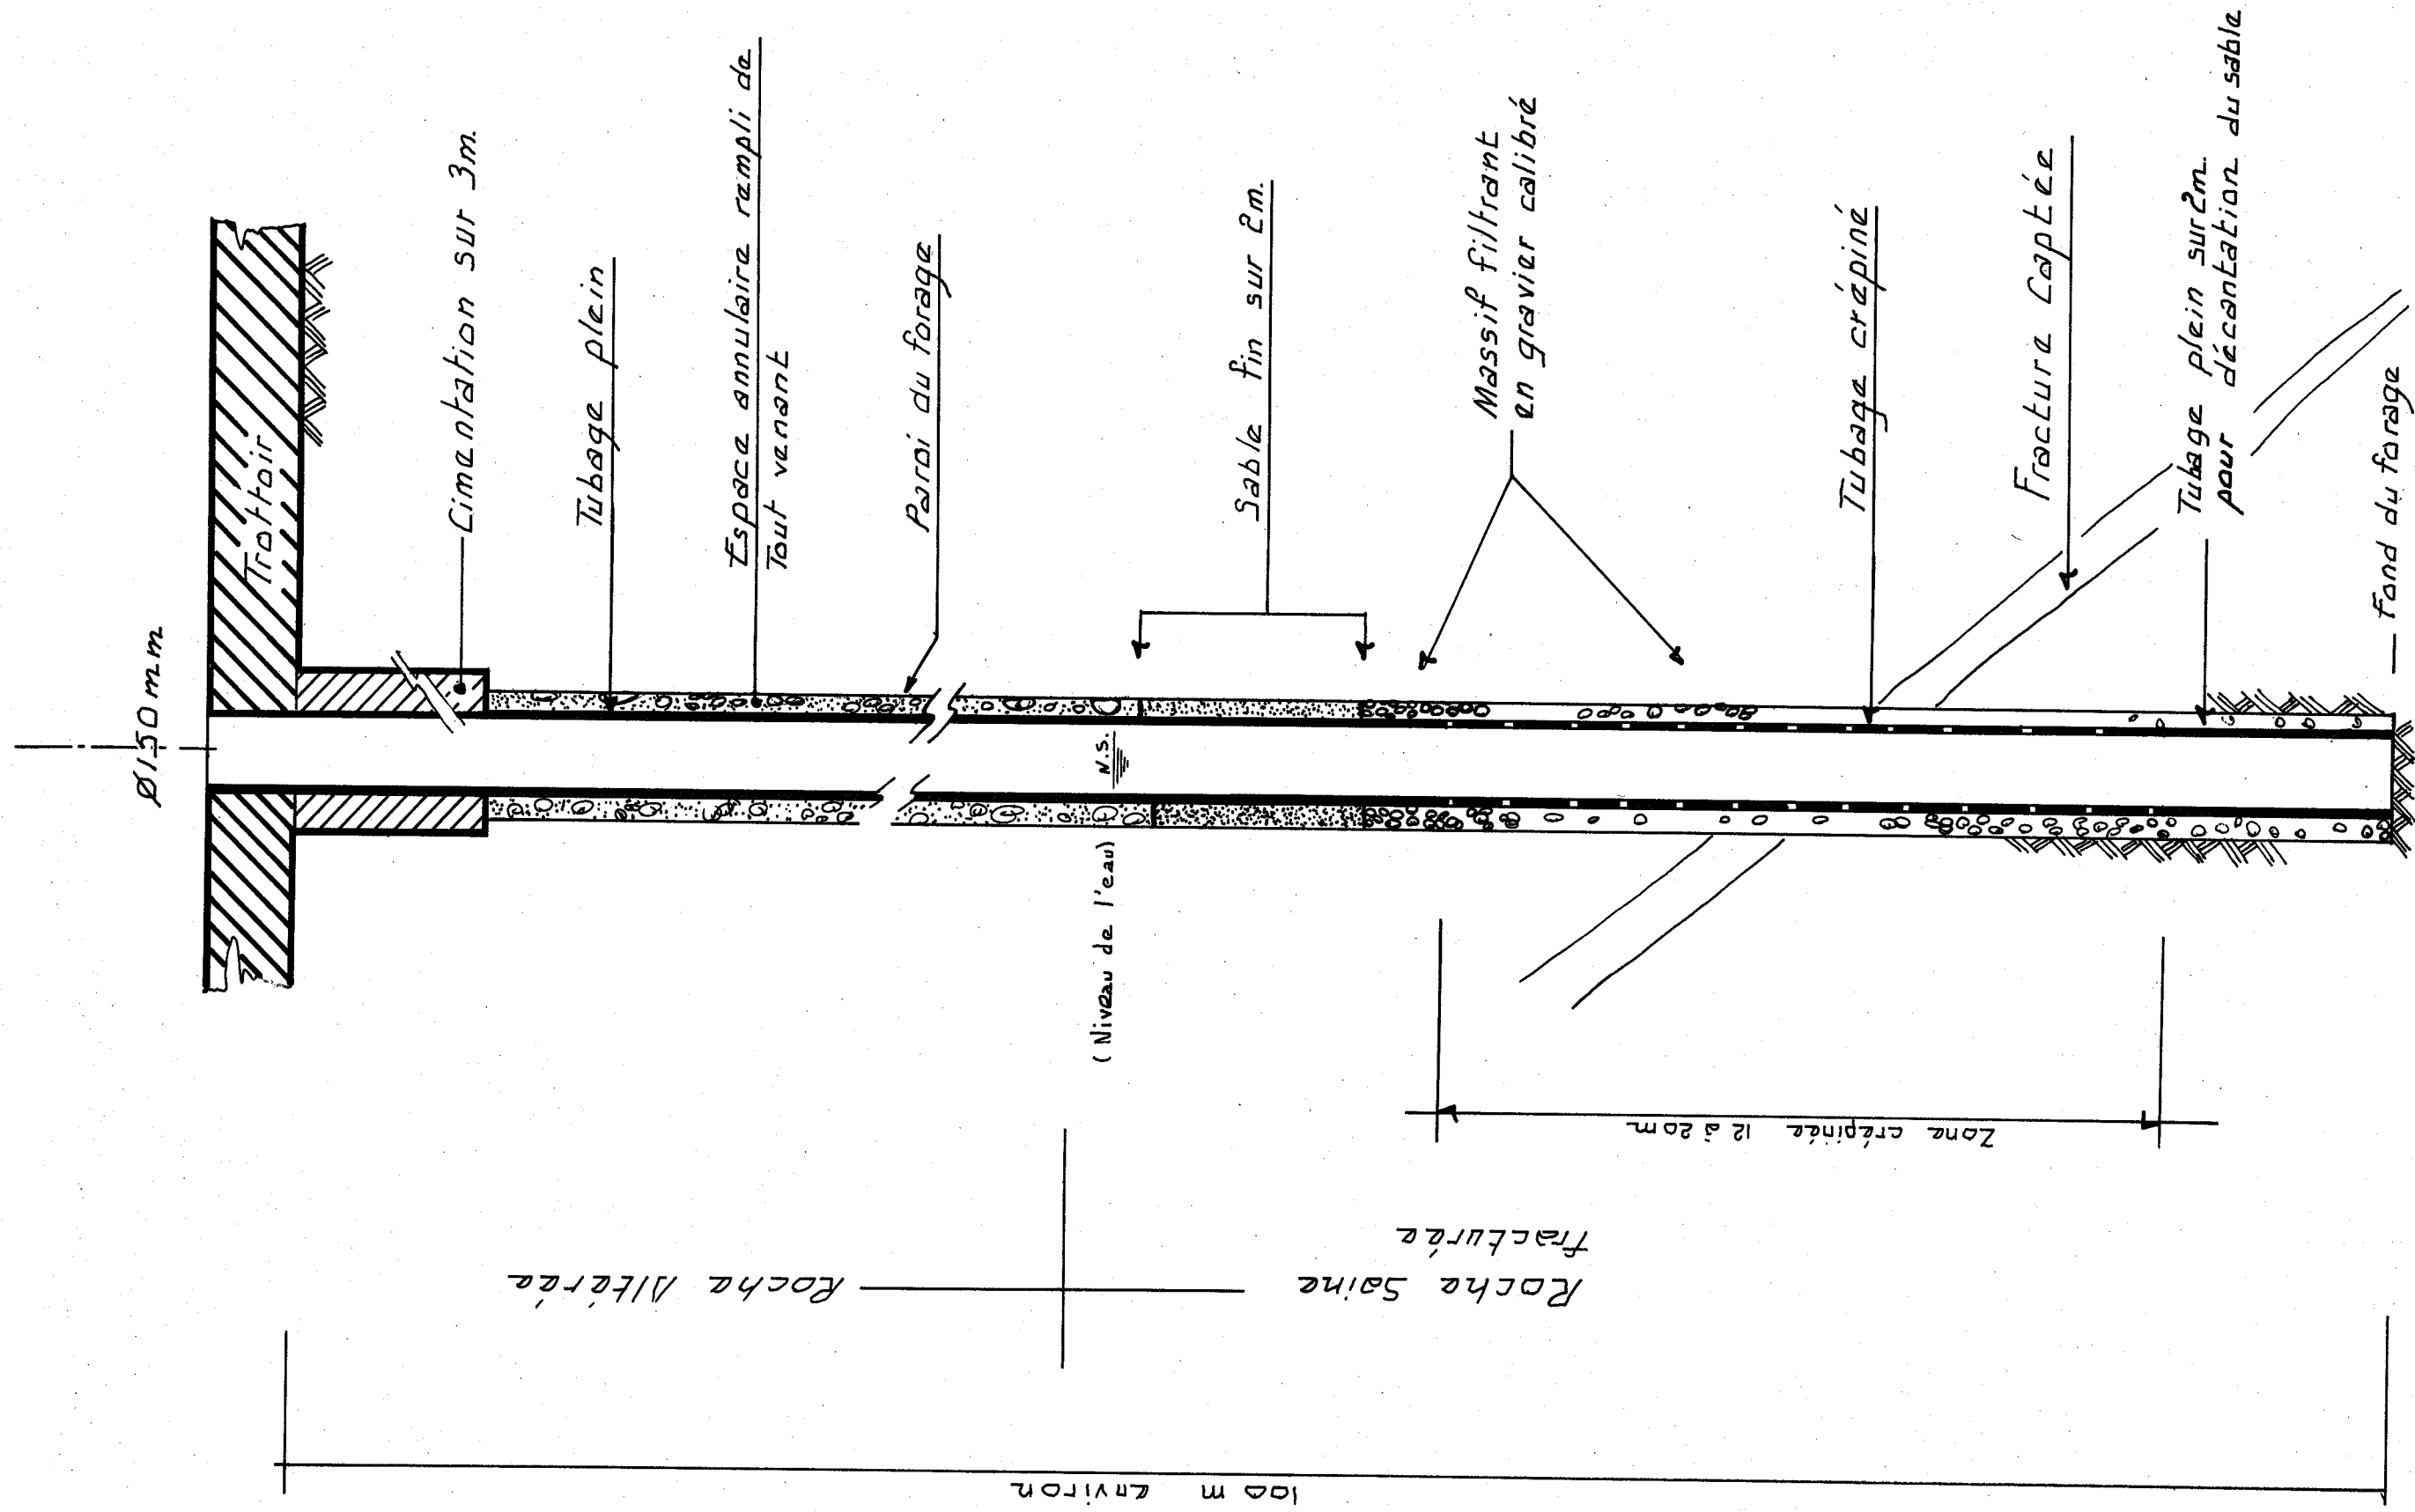 Ø150mm
Trottoir
Cimentation sur 3m.
Tubage plein
Espace annulaire rempli de
Tout venant
Paroi du forage
N.S.
(Niveau de l'eau)
Sable fin sur 2m.
Massif filtrant
en gravier calibré
Tubage crépiné
Fracture Captée
Tubage plein sur 2m.
pour décantation du sable
Fond du forage
Zone crépinée 12 à 20m
Roche Altérée
Roche Saine
fracturée
100 m environ